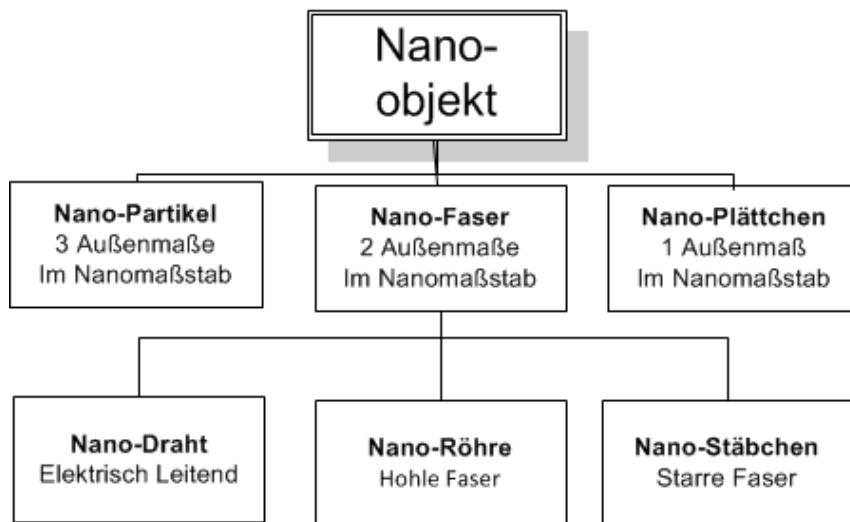 Nano-
objekt
Nano-Partikel
3 Außenmaße
Im Nanomaßstab
Nano-Faser
2 Außenmaße
Im Nanomaßstab
Nano-Plättchen
1 Außenmaß
Im Nanomaßstab
Nano-Draht
Elektrisch Leitend
Nano-Röhre
Hohle Faser
Nano-Stäbchen
Starre Faser